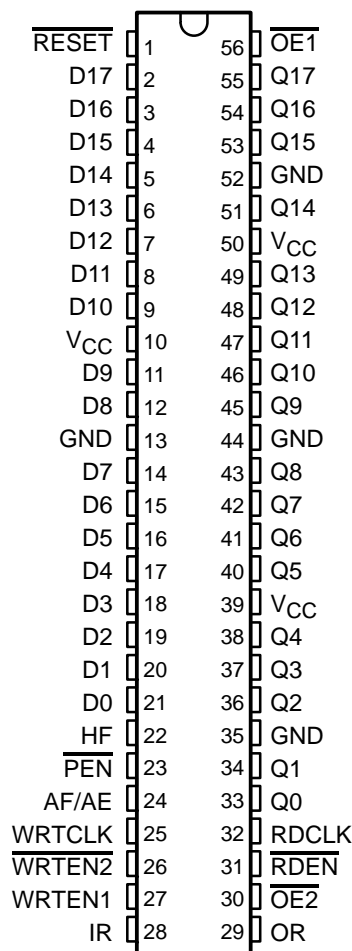 RESET 1 56 OE1
D17 2 55 Q17
D16 3 54 Q16
D15 4 53 Q15
D14 5 52 GND
D13 6 51 Q14
D12 7 50 VCC
D11 8 49 Q13
D10 9 48 Q12
VCC 10 47 Q11
D9 11 46 Q10
D8 12 45 Q9
GND 13 44 GND
D7 14 43 Q8
D6 15 42 Q7
D5 16 41 Q6
D4 17 40 Q5
D3 18 39 VCC
D2 19 38 Q4
D1 20 37 Q3
D0 21 36 Q2
HF 22 35 GND
PEN 23 34 Q1
AF/AE 24 33 Q0
WRTCLK 25 32 RDCLK
WRTEN2 26 31 RDEN
WRTEN1 27 30 OE2
IR 28 29 OR